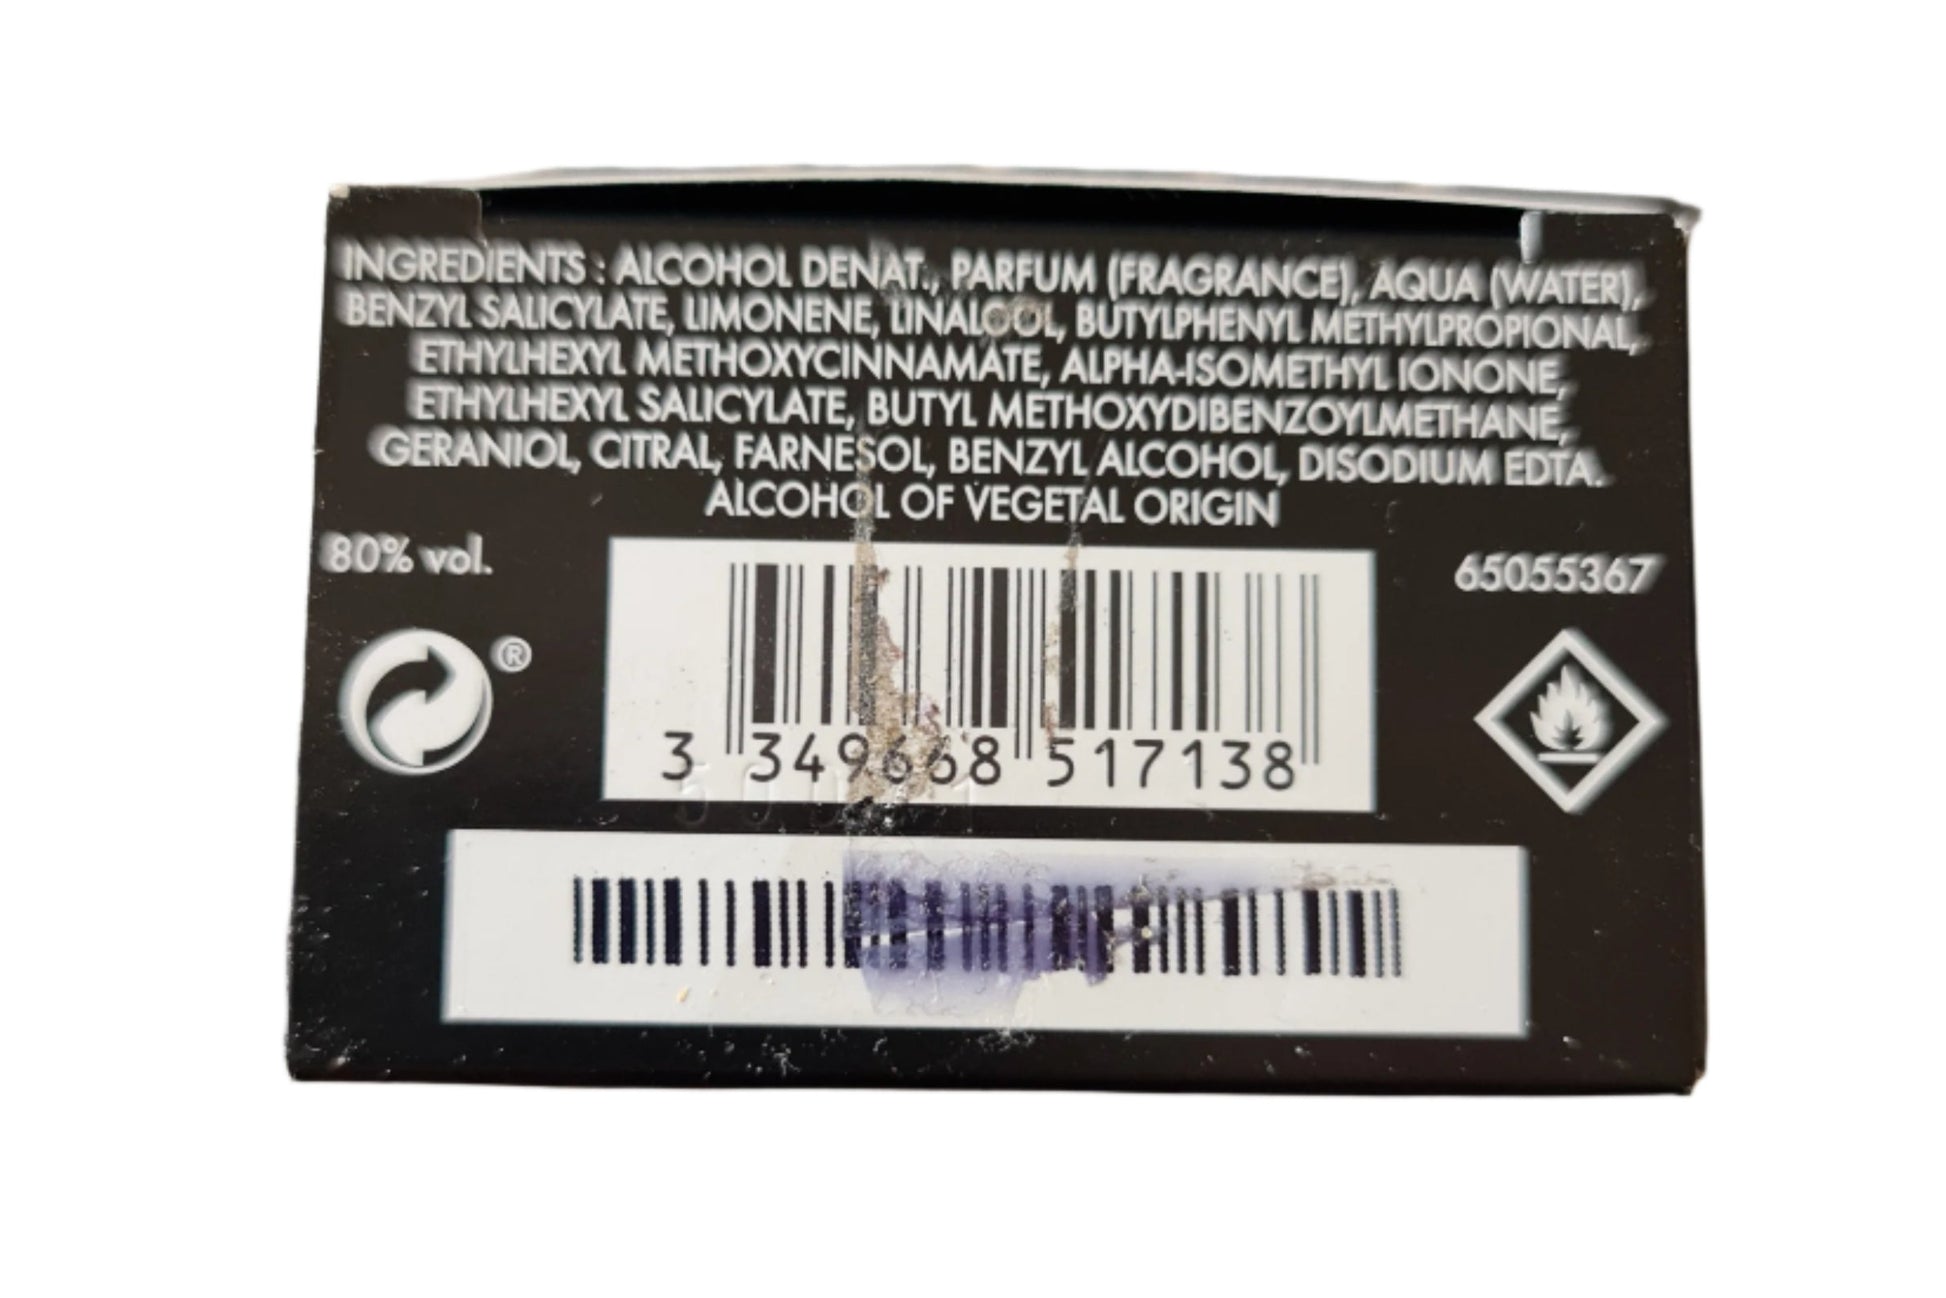 INGREDIENTS : ALCOHOL DENAT., PARFUM (FRAGRANCE), AQUA (WATER),
BENZYL SALICYLATE, LIMONENE, LINALOOL, BUTYLPHENYL METHYLPROPIONAL,
ETHYLHEXYL METHOXYCINNAMATE, ALPHA-ISOMETHYL IONONE,
ETHYLHEXYL SALICYLATE, BUTYL METHOXYDIBENZOYLMETHANE,
GERANIOL, CITRAL, FARNESOL, BENZYL ALCOHOL, DISODIUM EDTA.
ALCOHOL OF VEGETAL ORIGIN
80% vol.
65055367
®
3 349668 517138